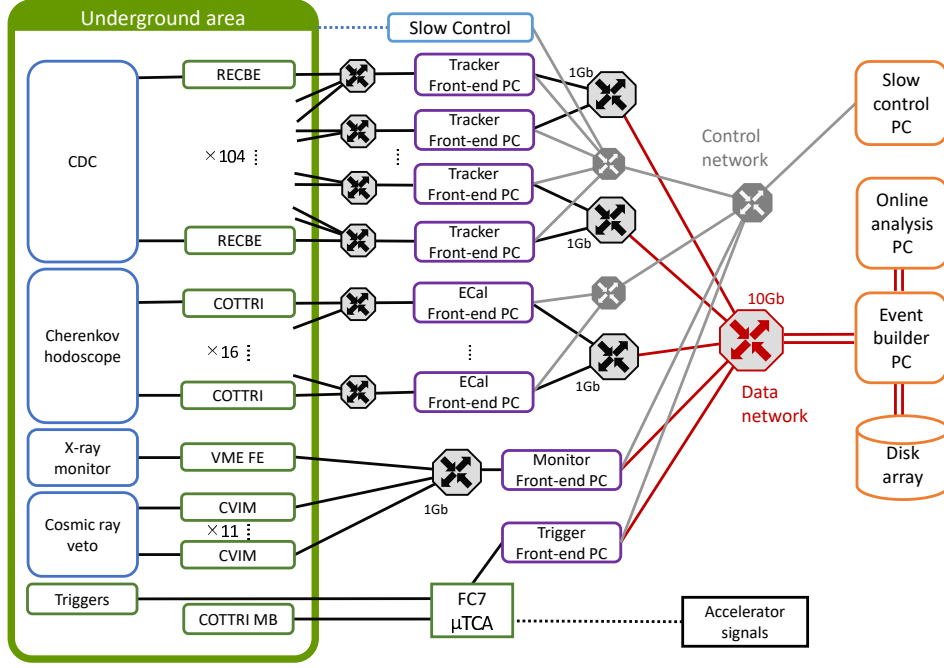 Underground area
Slow Control
CDC
RECBE
×104
RECBE
Tracker
Front-end PC
Tracker
Front-end PC
Tracker
Front-end PC
Tracker
Front-end PC
1Gb
1Gb
Control
network
Slow
control
PC
Online
analysis
PC
Cherenkov
hodoscope
COTTRI
×16
COTTRI
ECal
Front-end PC
ECal
Front-end PC
1Gb
10Gb
Data
network
Event
builder
PC
Disk
array
X-ray
monitor
VME FE
Cosmic ray
veto
CVIM
×11
CVIM
1Gb
Monitor
Front-end PC
Trigger
Front-end PC
Triggers
COTTRI MB
FC7
μTCA
Accelerator
signals